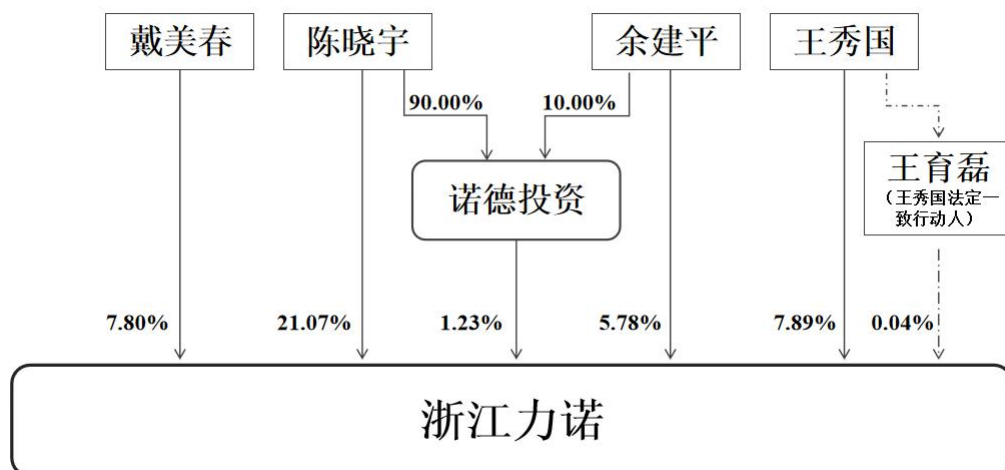 戴美春
陈晓宇
余建平
王秀国
90.00%
10.00%
诺德投资
王育磊
（王秀国法定一
致行动人）
7.80%
21.07%
1.23%
5.78%
7.89%
0.04%
浙江力诺